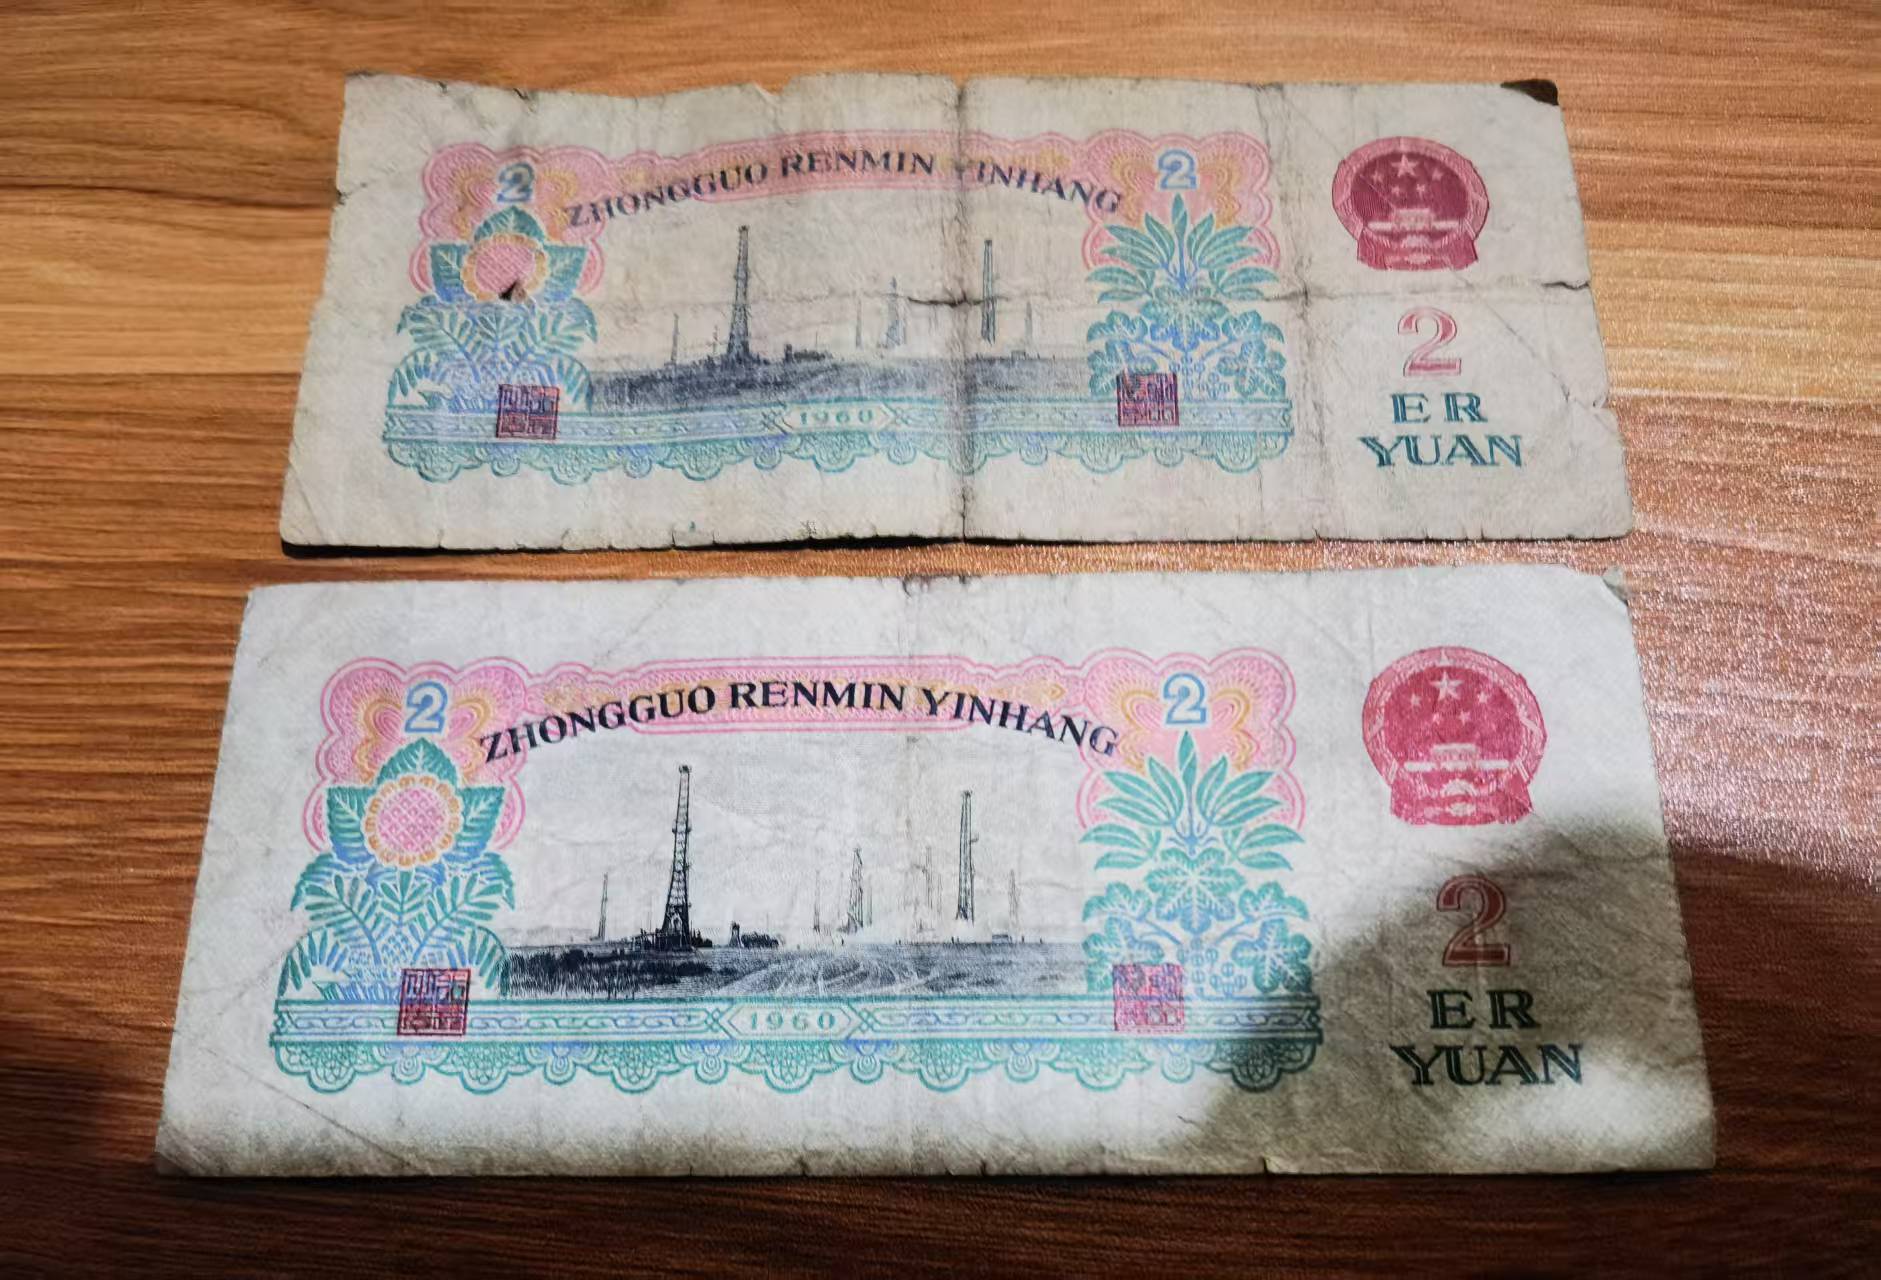 2 ZHONGGUO RENMIN YINHANG 2
1960
2
ER
YUAN
2 ZHONGGUO RENMIN YINHANG 2
1960
2
ER
YUAN